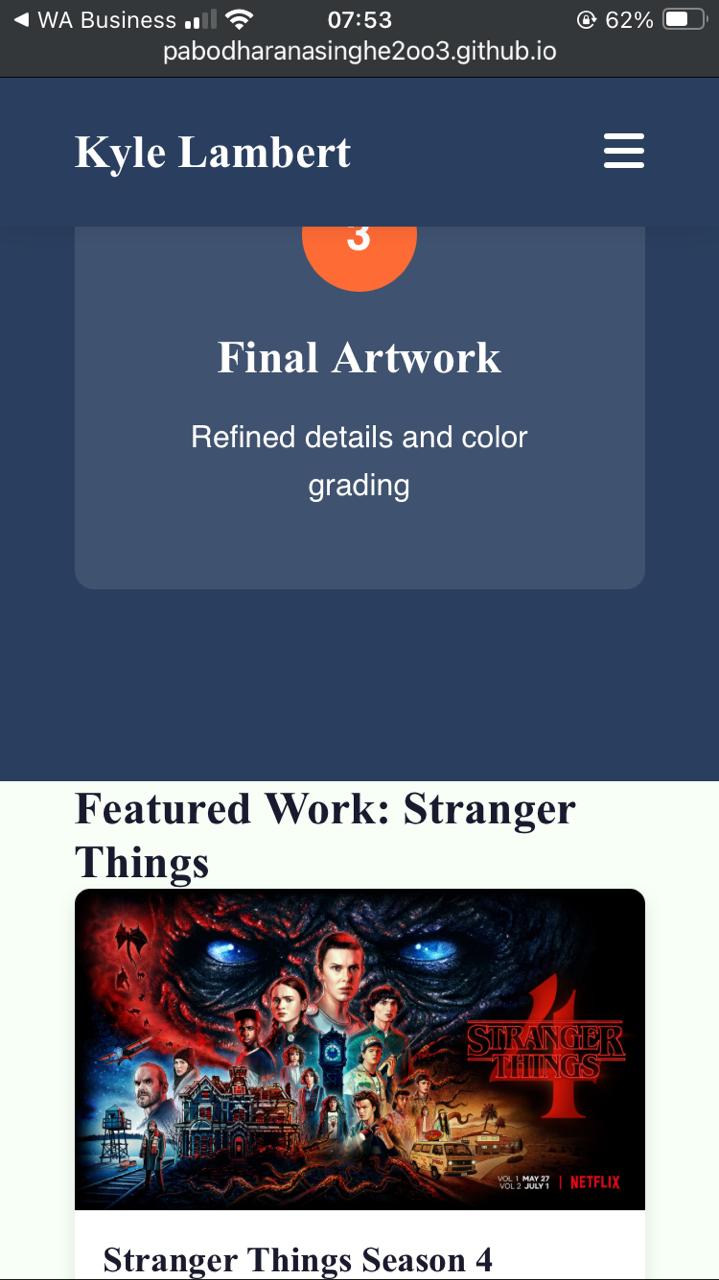 WA Business 07:53 62%
pabodharanasinghe2oo3.github.io
Kyle Lambert
3
Final Artwork
Refined details and color
grading
Featured Work: Stranger
Things
4
STRANGER
THINGS
VOL 1 MAY 27
VOL 2 JULY 1 | NETFLIX
Stranger Things Season 4